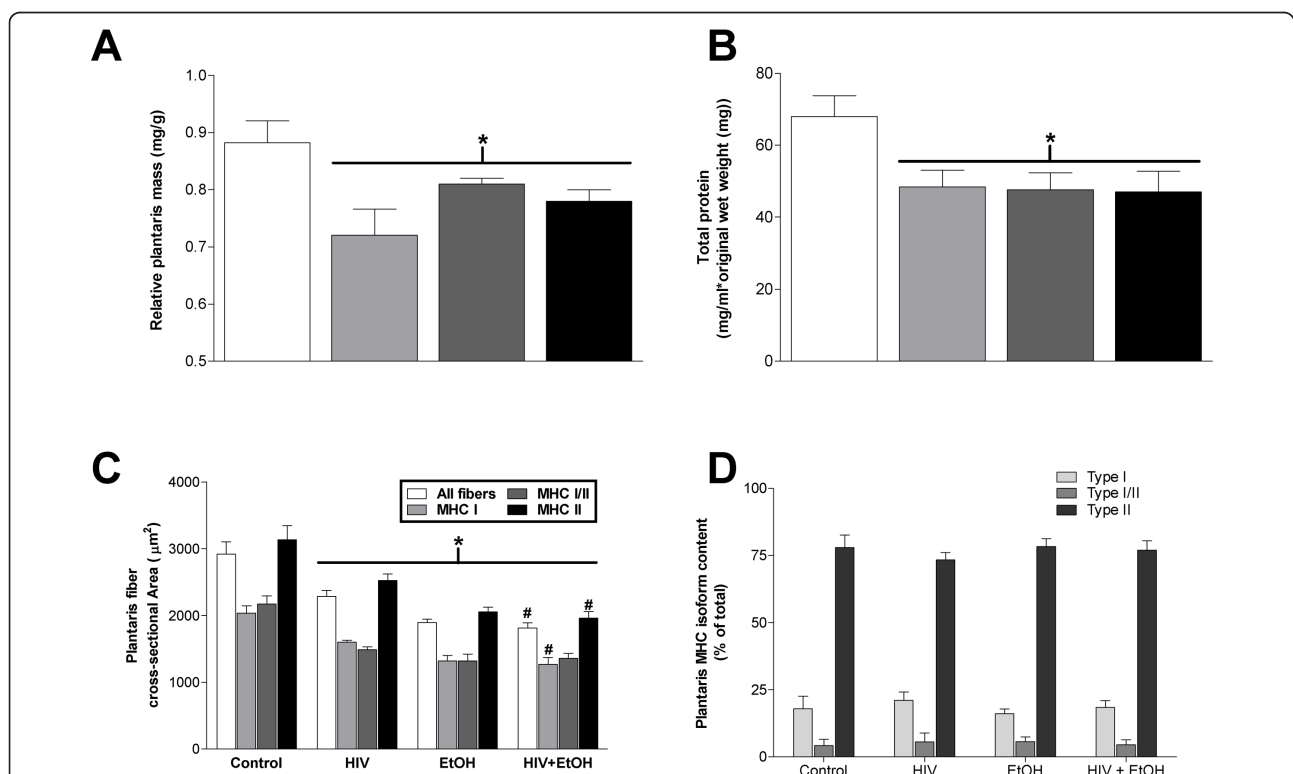 A
Relative plantaris mass (mg/g)
1.0
0.9
0.8
0.7
0.6
0.5
*
B
Total protein
(mg/ml*original wet weight (mg))
80
60
40
20
0
*
C
Plantaris fiber
cross-sectional Area ( μm²)
4000
3000
2000
1000
0
All fibers
MHC I
MHC I/II
MHC II
*
# # #
Control HIV EtOH HIV+EtOH
D
Plantaris MHC isoform content
(% of total)
100
75
50
25
0
Type I
Type I/II
Type II
Control HIV EtOH HIV + EtOH